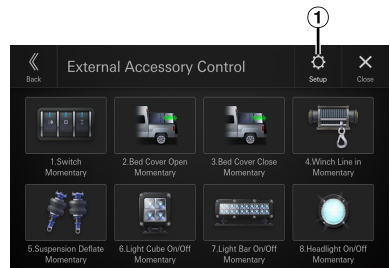 1
Back
External Accessory Control
Setup
Close
1.Switch
Momentary
2.Bed Cover Open
Momentary
3.Bed Cover Close
Momentary
4.Winch Line in
Momentary
5.Suspension Deflate
Momentary
6.Light Cube On/Off
Momentary
7.Light Bar On/Off
Momentary
8.Headlight On/Off
Momentary